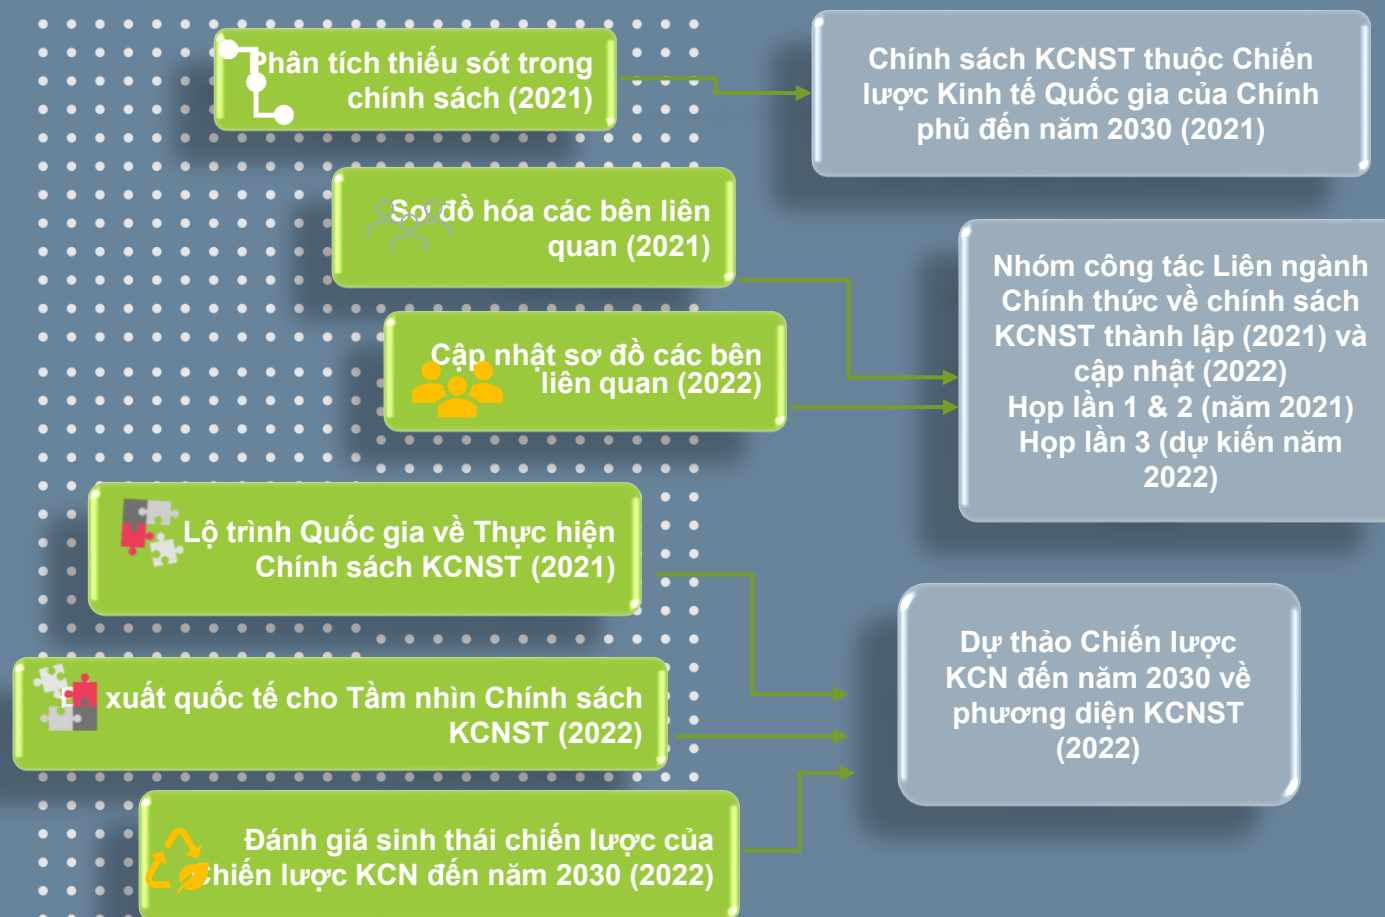 Phân tích thiếu sót trong
chính sách (2021)
Chính sách KCNST thuộc Chiến
lược Kinh tế Quốc gia của Chính
phủ đến năm 2030 (2021)
Sơ đồ hóa các bên liên
quan (2021)
Nhóm công tác Liên ngành
Chính thức về chính sách
KCNST thành lập (2021) và
cập nhật (2022)
Họp lần 1 & 2 (năm 2021)
Họp lần 3 (dự kiến năm
2022)
Cập nhật sơ đồ các bên
liên quan (2022)
Lộ trình Quốc gia về Thực hiện
Chính sách KCNST (2021)
xuất quốc tế cho Tầm nhìn Chính sách
KCNST (2022)
Đánh giá sinh thái chiến lược của
Chiến lược KCN đến năm 2030 (2022)
Dự thảo Chiến lược
KCN đến năm 2030 về
phương diện KCNST
(2022)